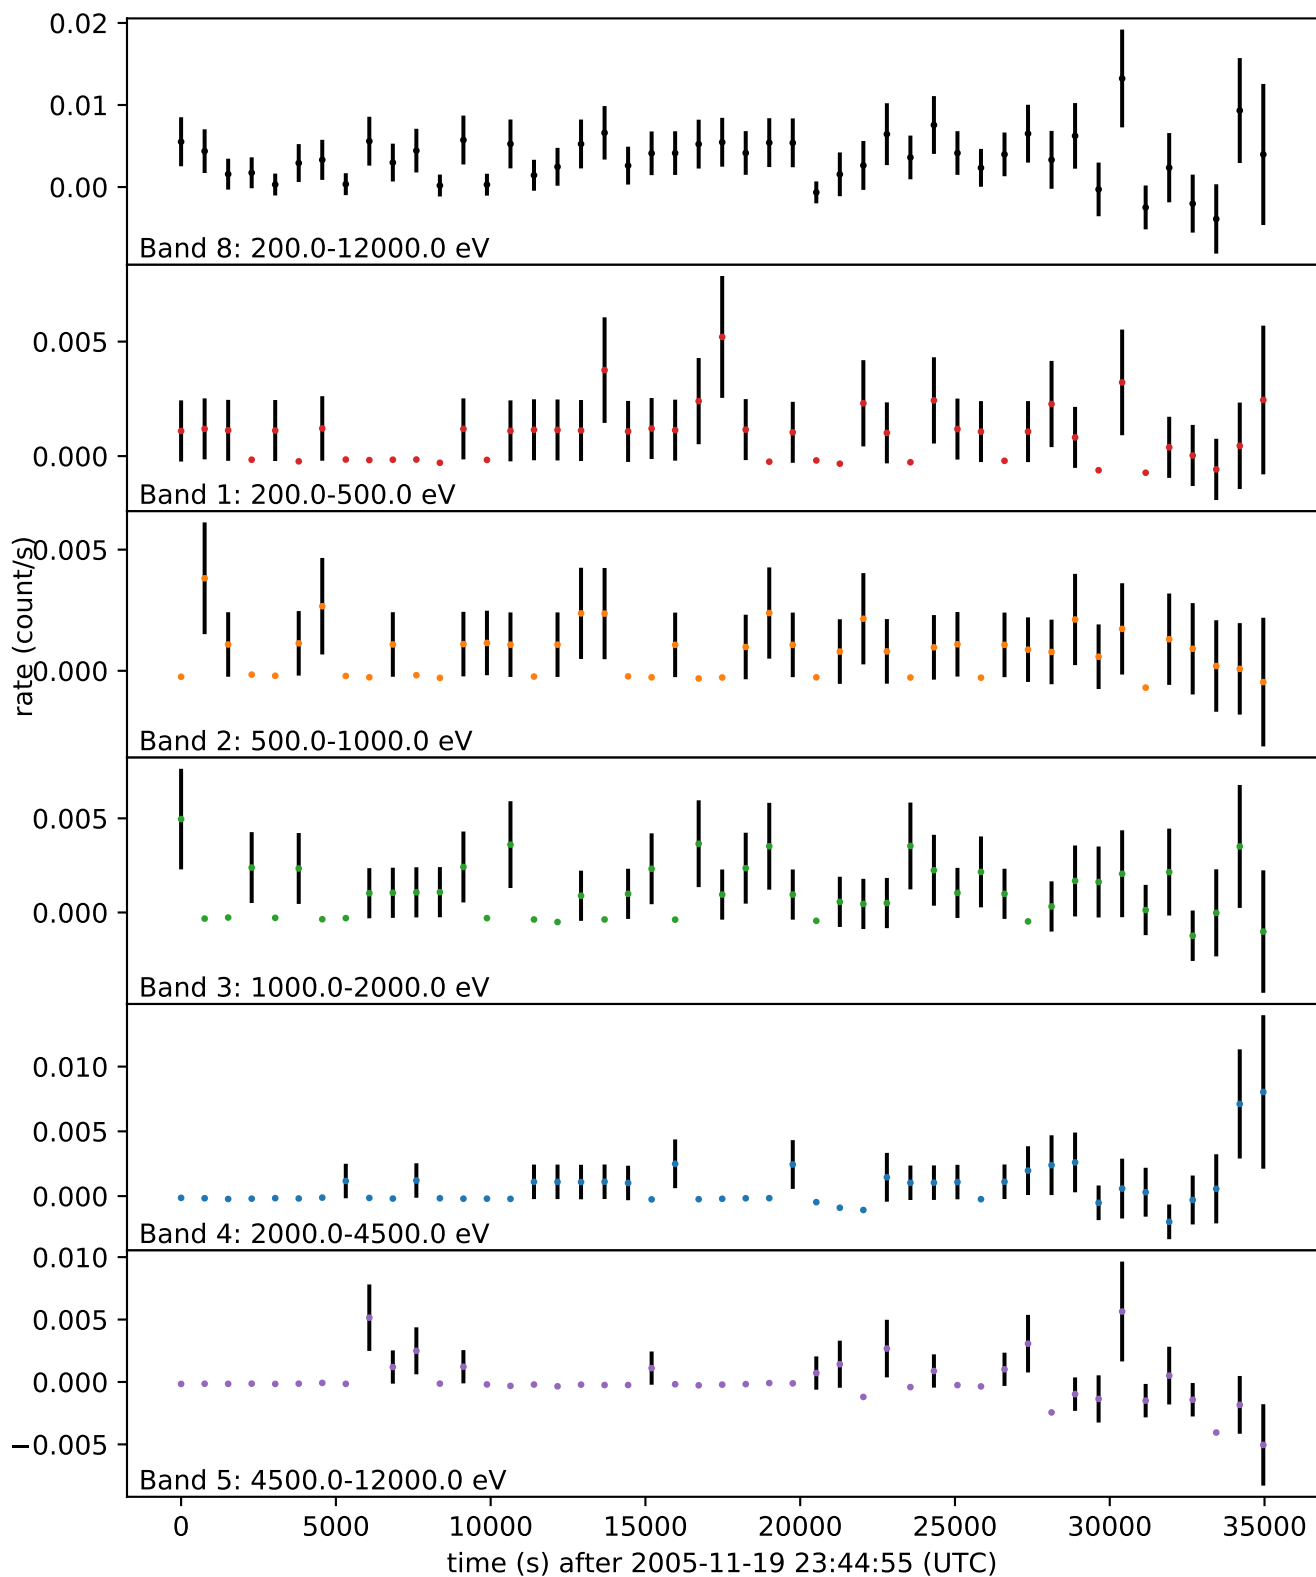 0.02
0.01
0.00
Band 8: 200.0-12000.0 eV
0.005
0.000
Band 1: 200.0-500.0 eV
rate (count/s)
0.005
0.000
Band 2: 500.0-1000.0 eV
0.005
0.000
Band 3: 1000.0-2000.0 eV
0.010
0.005
0.000
Band 4: 2000.0-4500.0 eV
0.010
0.005
0.000
−0.005
Band 5: 4500.0-12000.0 eV
0 5000 10000 15000 20000 25000 30000 35000
time (s) after 2005-11-19 23:44:55 (UTC)